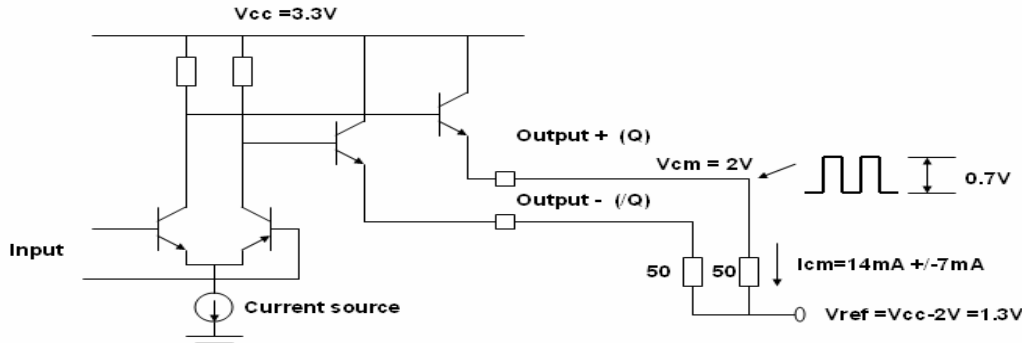 Vcc =3.3V
Output + (Q)
Vcm = 2V
0.7V
Output - (/Q)
Input
50
50
Icm=14mA +/-7mA
Current source
Vref =Vcc-2V =1.3V